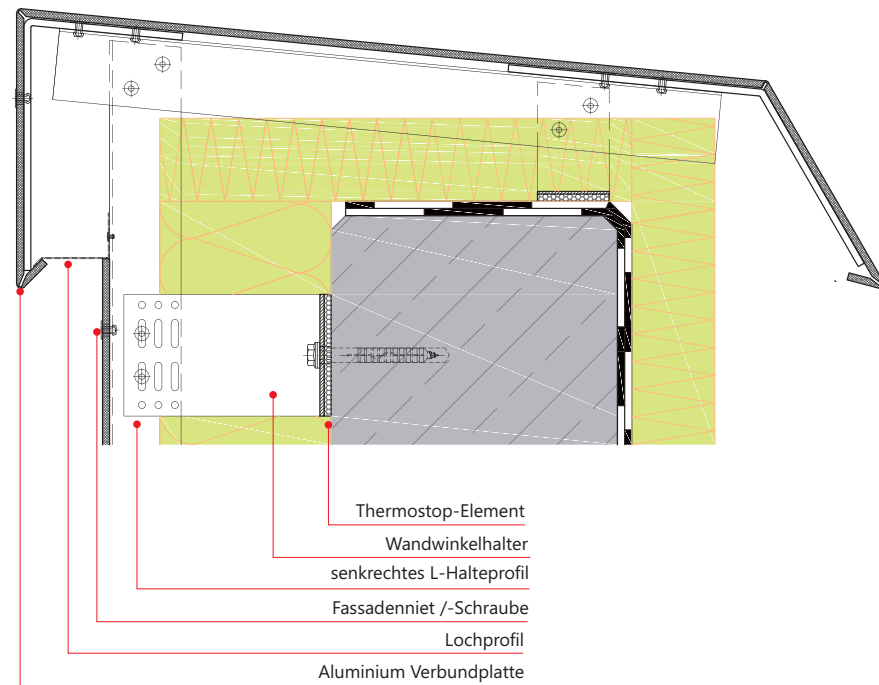 Thermostop-Element
Wandwinkelhalter
senkrechtes L-Halteprofil
Fassadenniet /-Schraube
Lochprofil
Aluminium Verbundplatte